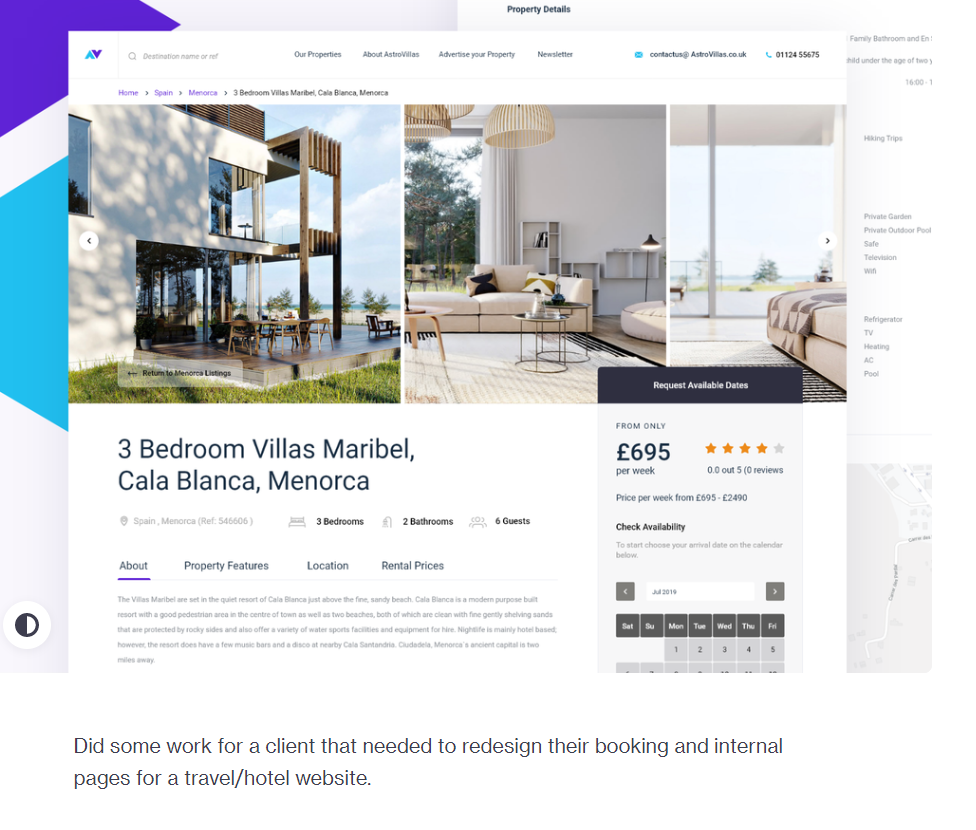 Property Details
Destination name or ref
Our Properties
About AstroVillas
Advertise your Property
Newsletter
contactus@ AstroVillas.co.uk
01124 55675
Home > Spain > Menorca > 3 Bedroom Villas Maribel, Cala Blanca, Menorca
Family Bathroom and En
child under the age of two y
16:00 - 1
Hiking Trips
Private Garden
Private Outdoor Pool
Safe
Television
Wifi
Refrigerator
TV
Heating
AC
Pool
← Return to Menorca Listings
3 Bedroom Villas Maribel,
Cala Blanca, Menorca
Spain , Menorca (Ref: 546606 )
3 Bedrooms
2 Bathrooms
6 Guests
About
Property Features
Location
Rental Prices
The Villas Maribel are set in the quiet resort of Cala Blanca just above the fine, sandy beach. Cala Blanca is a modern purpose built
resort with a good pedestrian area in the centre of town as well as two beaches, both of which are clean with fine gently shelving sands
that are protected by rocky sides and also offer a variety of water sports facilities and equipment for hire. Nightlife is mainly hotel based;
however, the resort does have a few music bars and a disco at nearby Cala Santandria. Ciudadela, Menorca`s ancient capital is two
miles away.
Request Available Dates
FROM ONLY
£695
per week
0.0 out 5 (0 reviews
Price per week from £695 - £2490
Check Availability
To start choose your arrival date on the calendar
below.
Jul 2019
Sat Su Mon Tue Wed Thu Fri
1 2 3 4 5
Did some work for a client that needed to redesign their booking and internal
pages for a travel/hotel website.